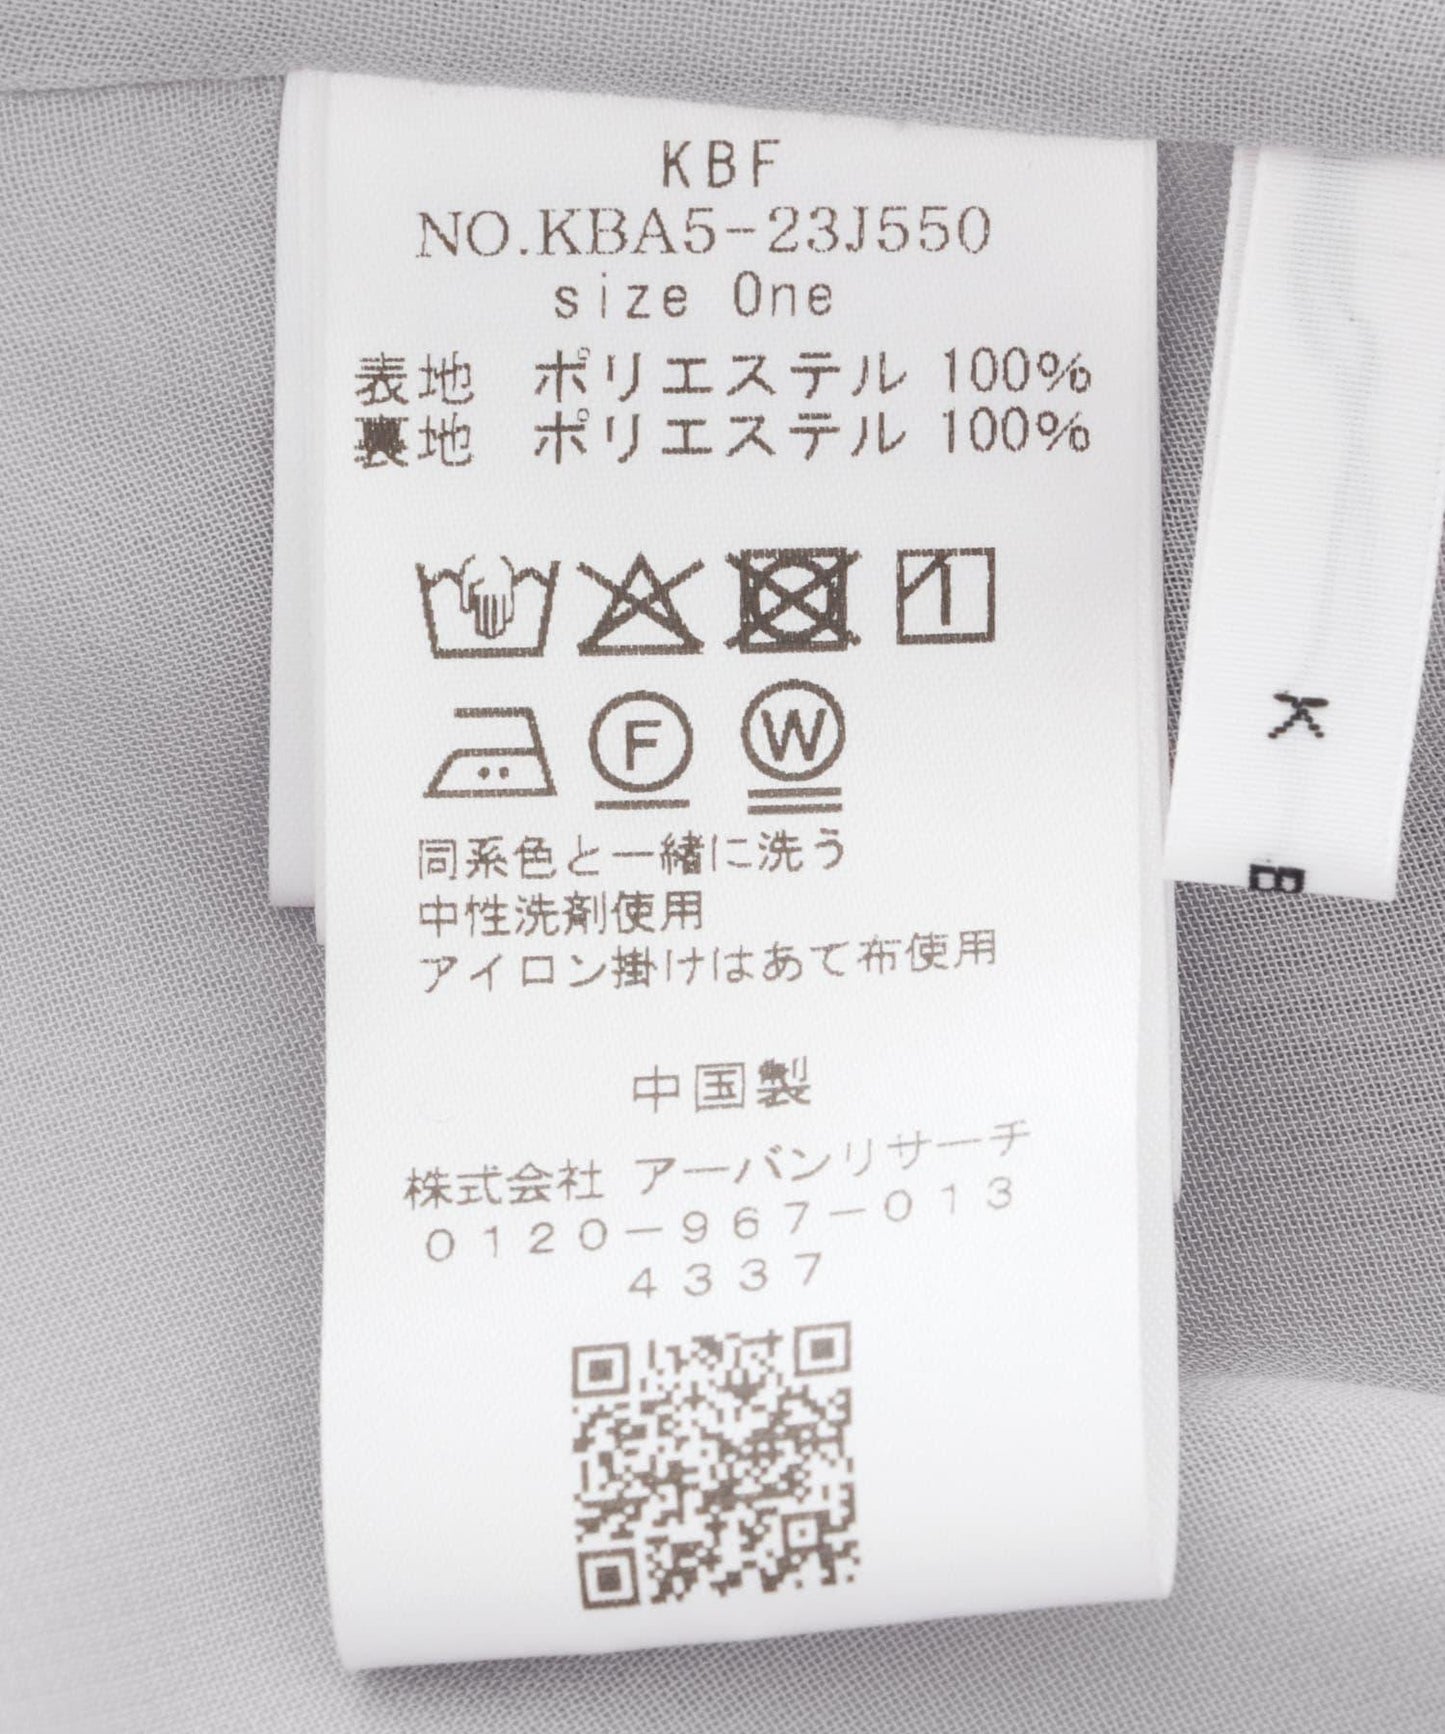 KBF
NO.KBA5-23J550
size One
表地 ポリエステル 100%
裏地 ポリエステル 100%
F
W
同系色と一緒に洗う
中性洗剤使用
アイロン掛けはあて布使用
中国製
株式会社 アーバンリサーチ
0120-967-013
4337
K
B